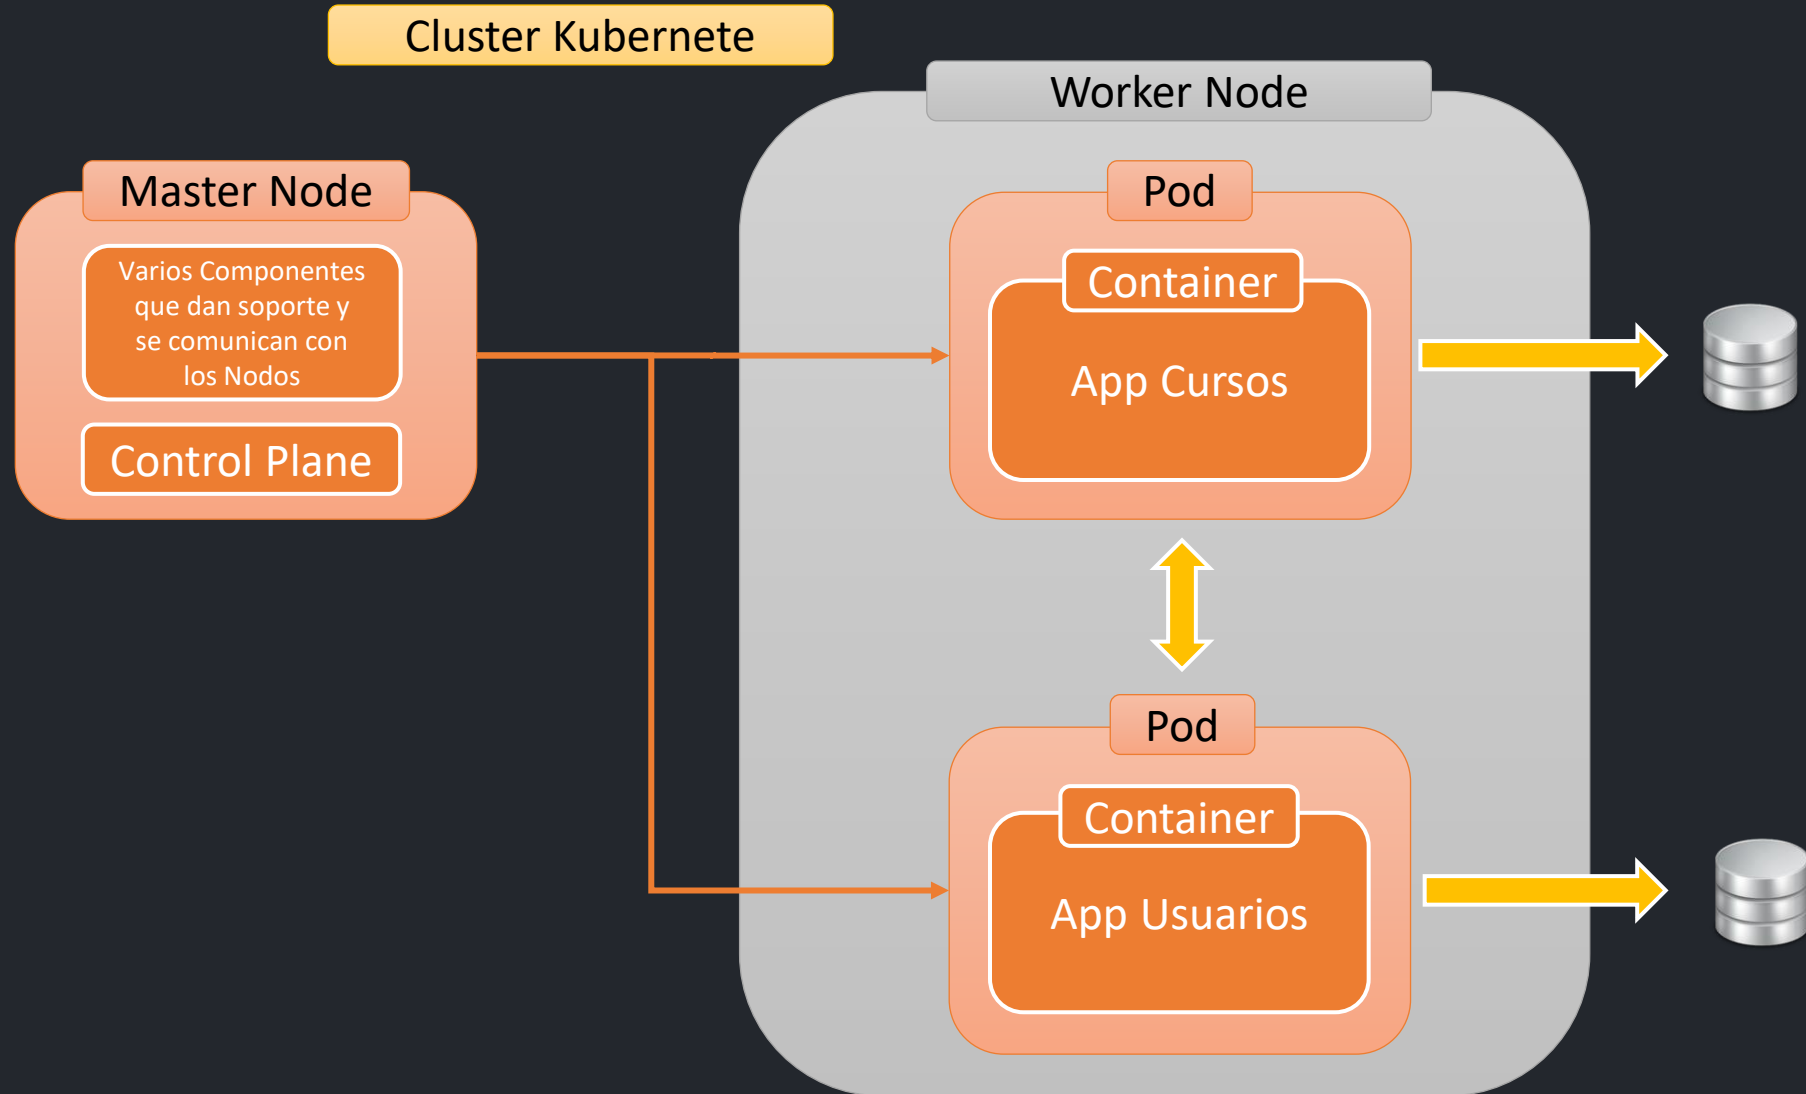 Cluster Kubernete
Worker Node
Master Node
Varios Componentes
que dan soporte y
se comunican con
los Nodos
Control Plane
Pod
Container
App Cursos
Pod
Container
App Usuarios